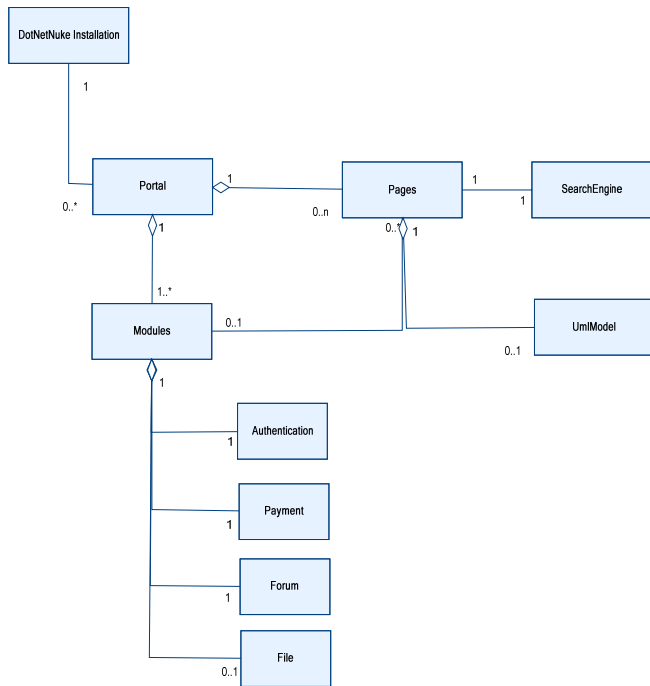 DotNetNuke Installation
1
Portal
1
Pages
1
SearchEngine
0..*
0..n
1
1
0..*
1
1..*
Modules
0..1
UmlModel
0..1
1
Authentication
1
Payment
1
Forum
1
File
0..1